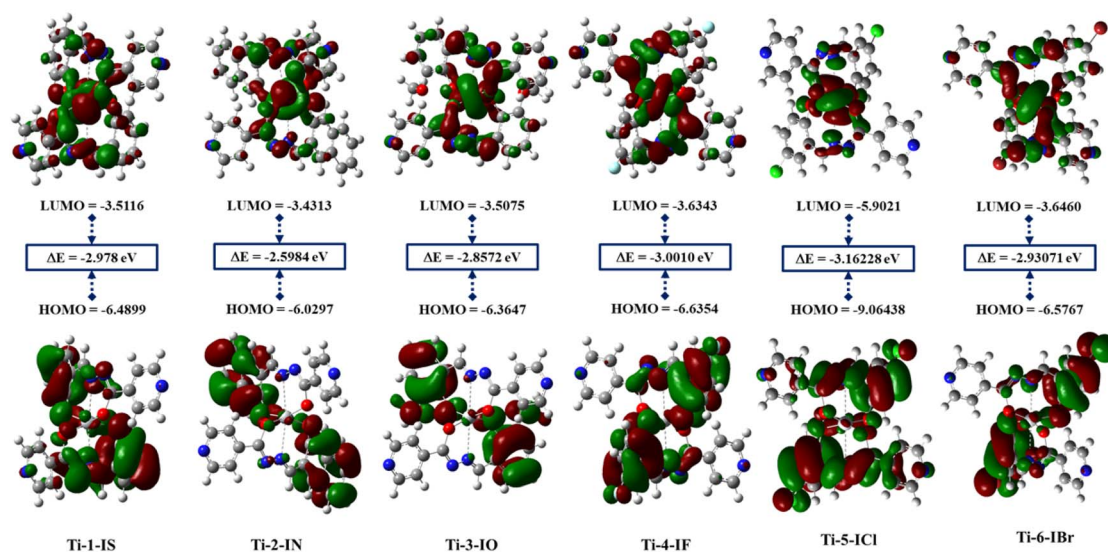 LUMO = -3.5116
LUMO = -3.4313
LUMO = -3.5075
LUMO = -3.6343
LUMO = -5.9021
LUMO = -3.6460
ΔE = -2.978 eV
ΔE = -2.5984 eV
ΔE = -2.8572 eV
ΔE = -3.0010 eV
ΔE = -3.16228 eV
ΔE = -2.93071 eV
HOMO = -6.4899
HOMO = -6.0297
HOMO = -6.3647
HOMO = -6.6354
HOMO = -9.06438
HOMO = -6.5767
Ti-1-IS
Ti-2-IN
Ti-3-IO
Ti-4-IF
Ti-5-ICl
Ti-6-IBr